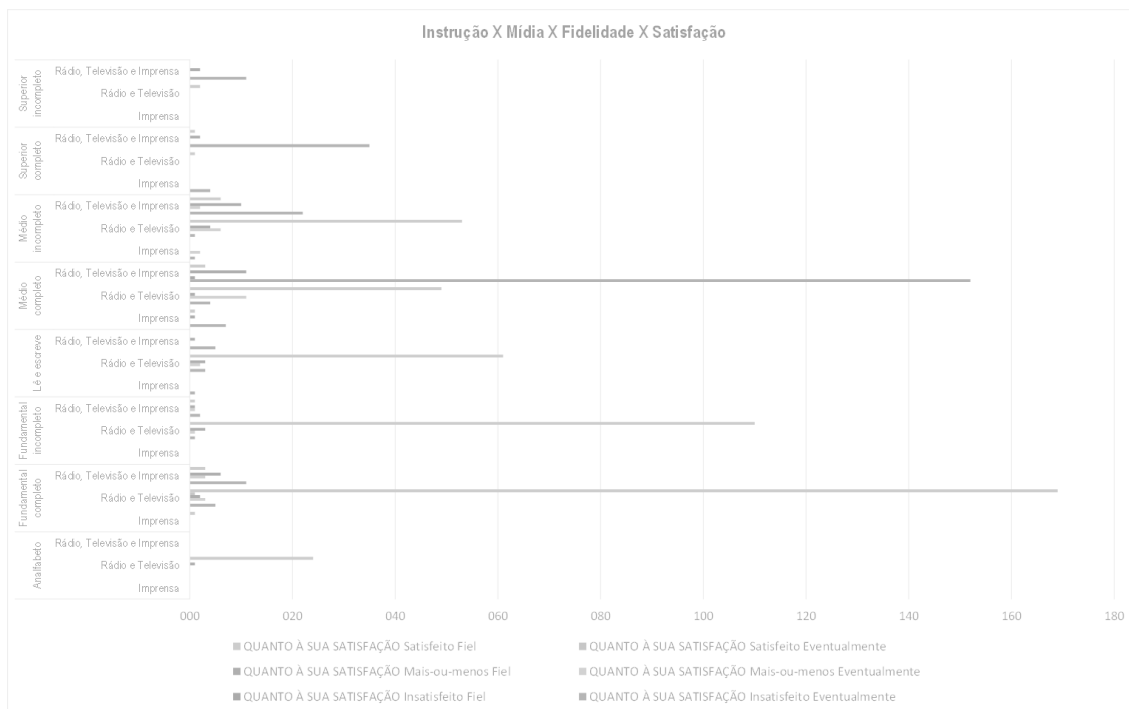 Instrução X Mídia X Fidelidade X Satisfação
Superior
incompleto
Rádio, Televisão e Imprensa
Rádio e Televisão
Imprensa
Superior
completo
Rádio, Televisão e Imprensa
Rádio e Televisão
Imprensa
Médio
incompleto
Rádio, Televisão e Imprensa
Rádio e Televisão
Imprensa
Médio
completo
Rádio, Televisão e Imprensa
Rádio e Televisão
Imprensa
Lê e escreve
Rádio, Televisão e Imprensa
Rádio e Televisão
Imprensa
Fundamental
incompleto
Rádio, Televisão e Imprensa
Rádio e Televisão
Imprensa
Fundamental
completo
Rádio, Televisão e Imprensa
Rádio e Televisão
Imprensa
Analfabeto
Rádio, Televisão e Imprensa
Rádio e Televisão
Imprensa
000 020 040 060 080 100 120 140 160 180
QUANTO À SUA SATISFAÇÃO Satisfeito Fiel
QUANTO À SUA SATISFAÇÃO Satisfeito Eventualmente
QUANTO À SUA SATISFAÇÃO Mais-ou-menos Fiel
QUANTO À SUA SATISFAÇÃO Mais-ou-menos Eventualmente
QUANTO À SUA SATISFAÇÃO Insatisfeito Fiel
QUANTO À SUA SATISFAÇÃO Insatisfeito Eventualmente